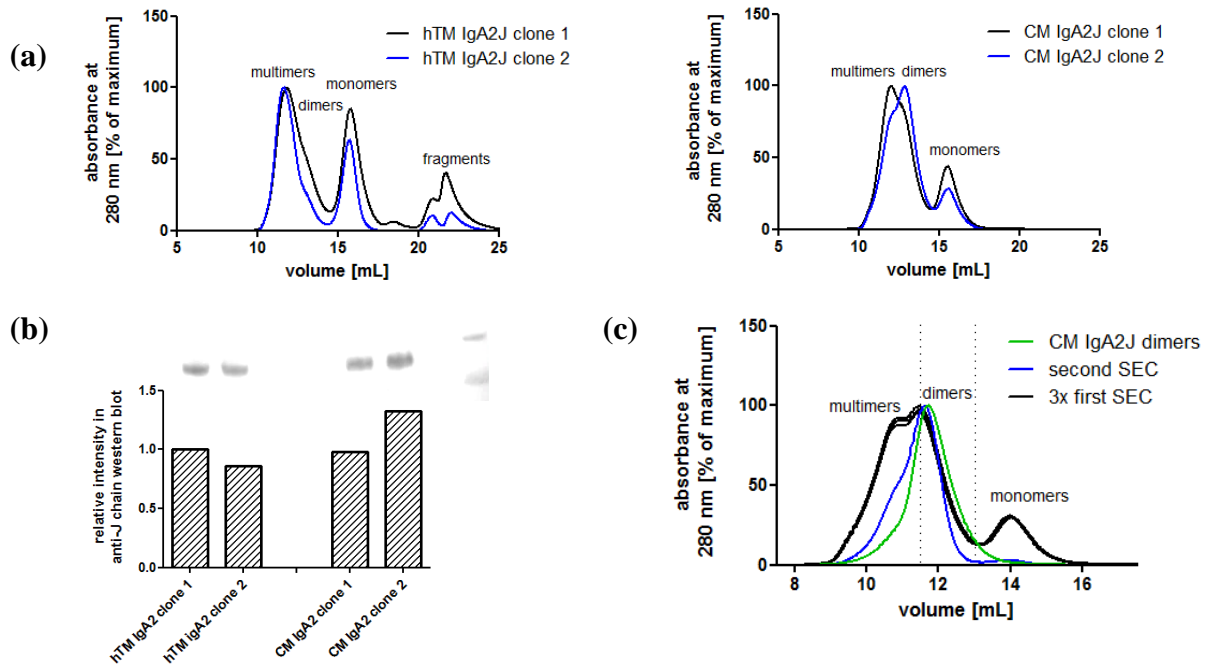 (a)
absorbance at
280 nm [% of maximum]
150
100
50
0
hTM IgA2J clone 1
hTM IgA2J clone 2
multimers
dimers
monomers
fragments
5 10 15 20 25
volume [mL]
absorbance at
280 nm [% of maximum]
150
100
50
0
CM IgA2J clone 1
CM IgA2J clone 2
multimers
dimers
monomers
5 10 15 20 25
volume [mL]
(b)
relative intensity in
anti-J chain western blot
1.5
1.0
0.5
0.0
hTM IgA2 clone 1
hTM igA2 clone 2
CM IgA2 clone 1
CM IgA2 clone 2
(c)
absorbance at
280 nm [% of maximum]
150
100
50
0
CM IgA2J dimers
second SEC
3x first SEC
multimers
dimers
monomers
8 10 12 14 16
volume [mL]